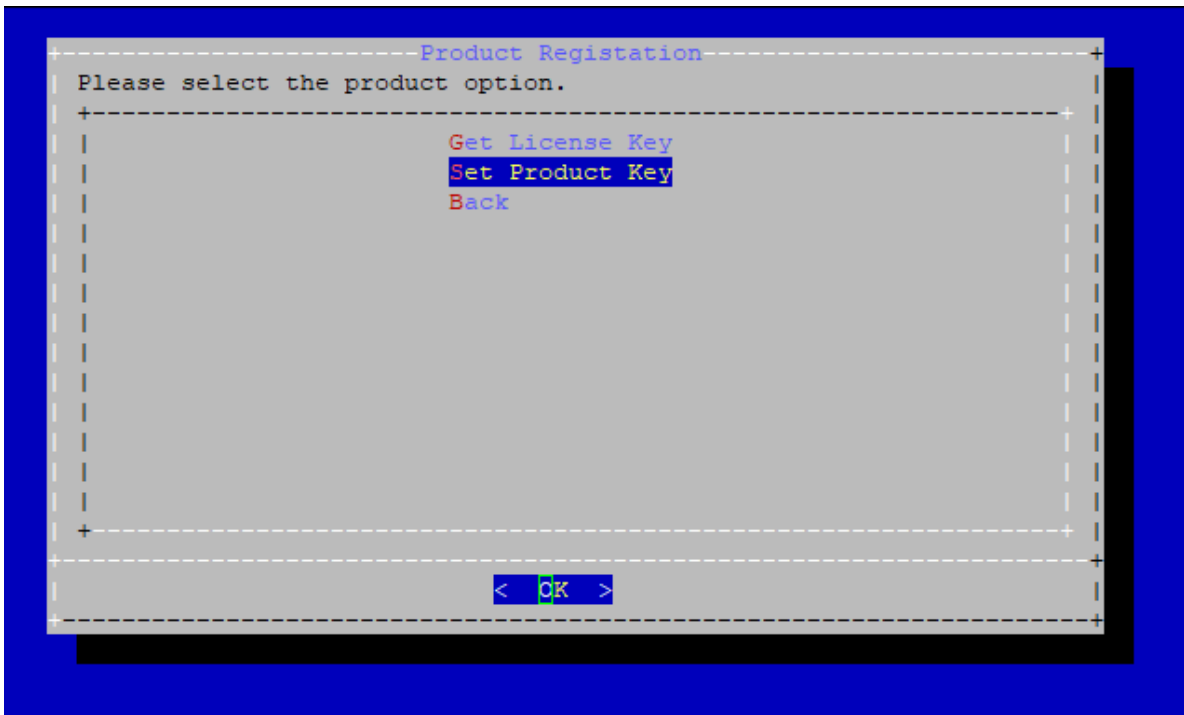 Product Registation
Please select the product option.
Get License Key
Set Product Key
Back
< OK >